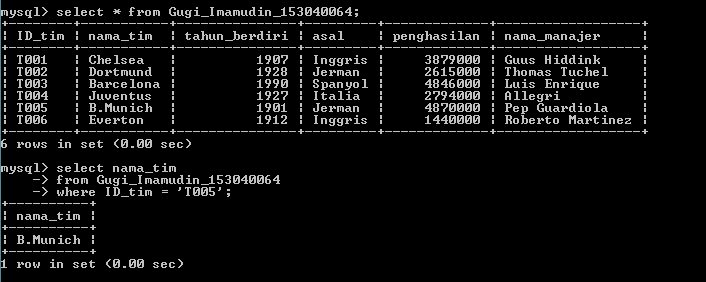 mysql> select * from Gugi_Imamudin_153040064;
+--------+-----------+---------------+---------+-------------+------------------+
| ID_tim | nama_tim  | tahun_berdiri | asal    | penghasilan | nama_manajer     |
+--------+-----------+---------------+---------+-------------+------------------+
| T001   | Chelsea   |          1907 | Inggris |     3879000 | Guus Hiddink     |
| T002   | Dortmund  |          1928 | Jerman  |     2615000 | Thomas Tuchel    |
| T003   | Barcelona |          1990 | Spanyol |     4846000 | Luis Enrique     |
| T004   | Juventus  |          1927 | Italia  |     2794000 | Allegri          |
| T005   | B.Munich  |          1901 | Jerman  |     4870000 | Pep Guardiola    |
| T006   | Everton   |          1912 | Inggris |     1440000 | Roberto Martinez |
+--------+-----------+---------------+---------+-------------+------------------+
6 rows in set (0.00 sec)
mysql> select nama_tim
    -> from Gugi_Imamudin_153040064
    -> where ID_tim = 'T005';
+----------+
| nama_tim |
+----------+
| B.Munich |
+----------+
1 row in set (0.00 sec)